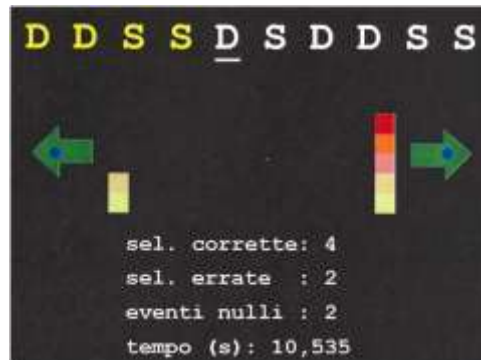 D D S S D S D D S S
sel. corrette: 4
sel. errate : 2
eventi nulli : 2
tempo (s): 10,535